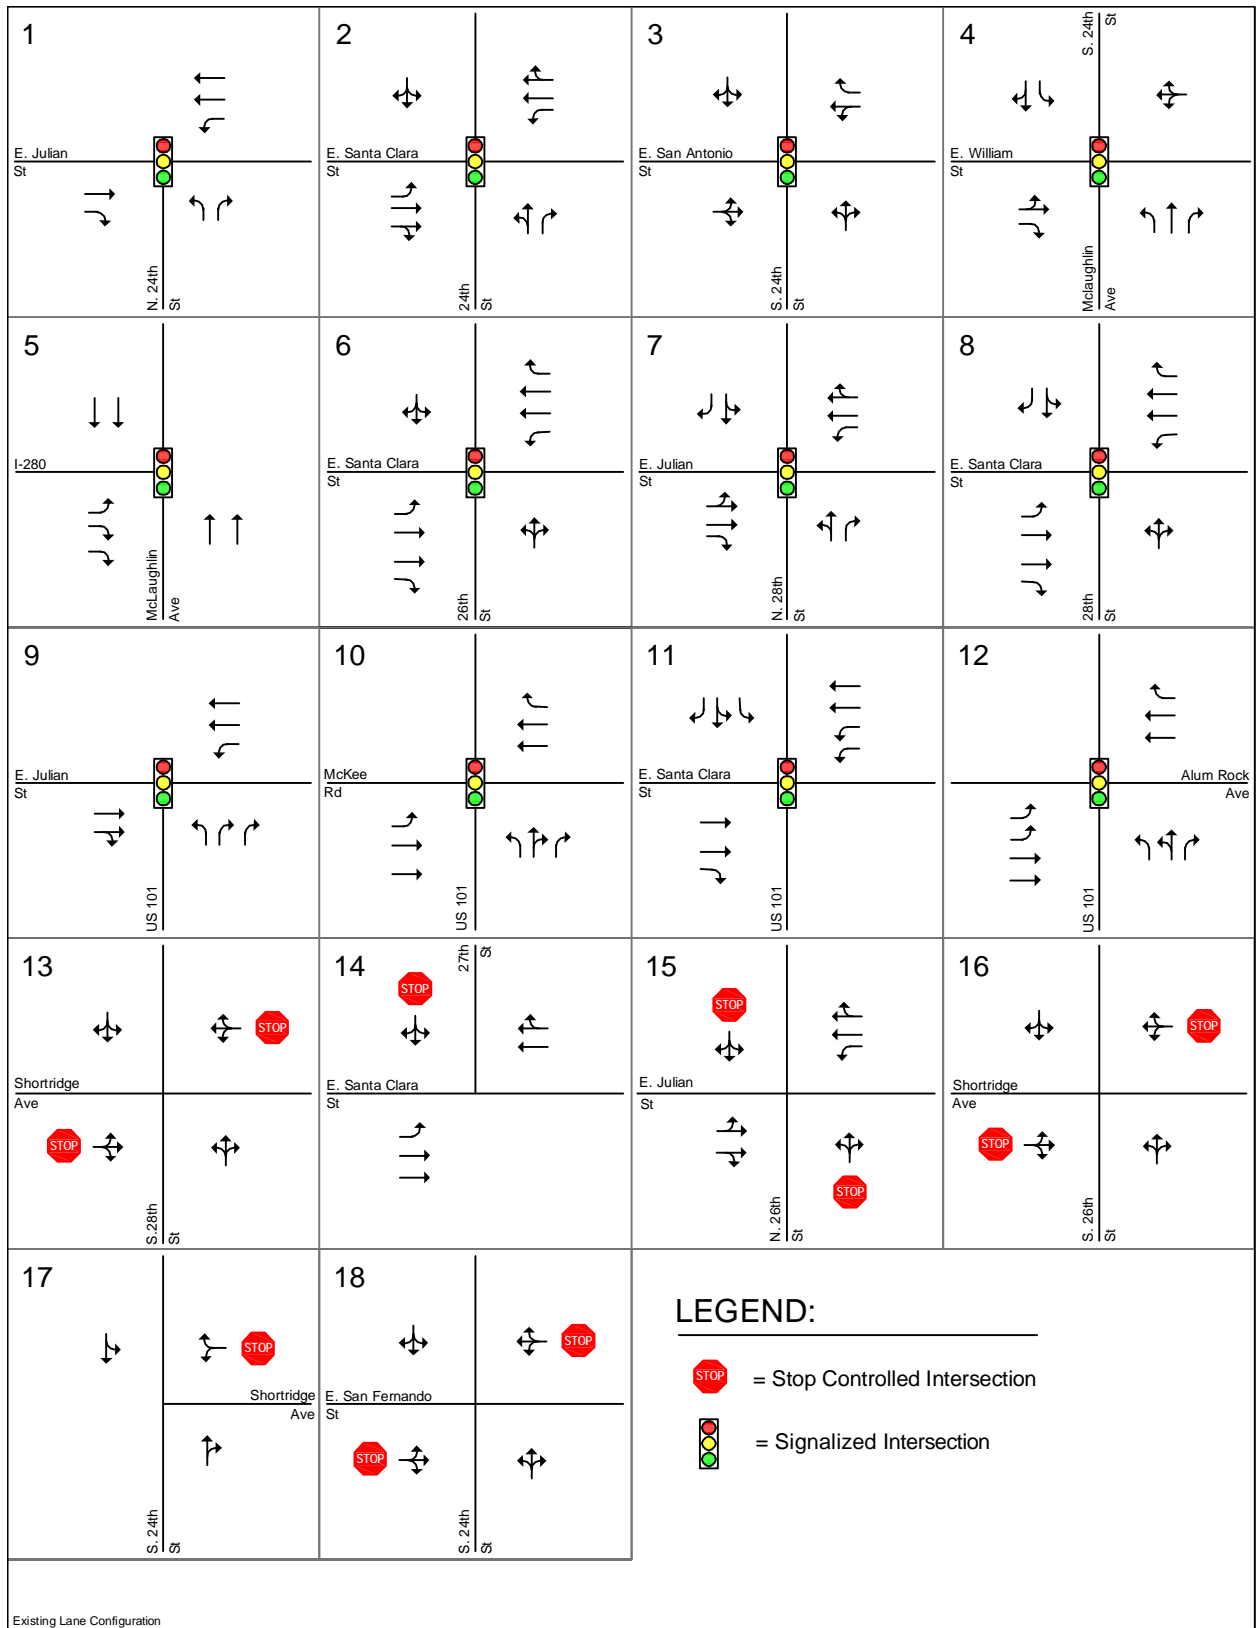 1
E. Julian
St
N. 24th
St
2
E. Santa Clara
St
24th
St
3
E. San Antonio
St
S. 24th
St
4
S. 24th
St
E. William
St
Mclaughlin
Ave
5
I-280
McLaughlin
Ave
6
E. Santa Clara
St
26th
St
7
E. Julian
St
N. 28th
St
8
E. Santa Clara
St
28th
St
9
E. Julian
St
US 101
10
McKee
Rd
US 101
11
E. Santa Clara
St
US 101
12
Alum Rock
Ave
US 101
13
STOP
Shortridge
Ave
STOP
S.28th
St
14
27th
St
STOP
E. Santa Clara
St
15
STOP
E. Julian
St
STOP
N. 26th
St
16
STOP
Shortridge
Ave
STOP
S. 26th
St
17
STOP
Shortridge
Ave
S. 24th
St
18
STOP
E. San Fernando
St
STOP
S.24th
St
LEGEND:
STOP = Stop Controlled Intersection
= Signalized Intersection
Existing Lane Configuration